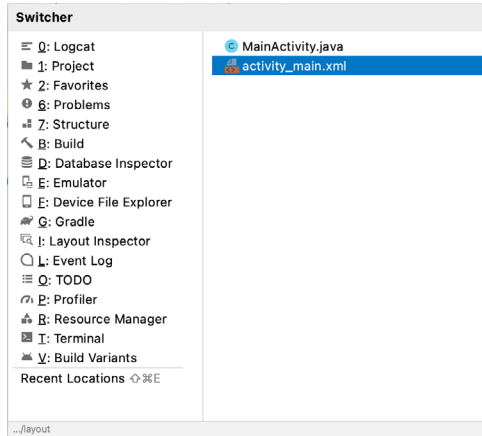 Switcher
0: Logcat
1: Project
2: Favorites
6: Problems
7: Structure
B: Build
D: Database Inspector
E: Emulator
F: Device File Explorer
G: Gradle
I: Layout Inspector
L: Event Log
O: TODO
P: Profiler
R: Resource Manager
T: Terminal
V: Build Variants
Recent Locations ⇧⌘E
MainActivity.java
activity_main.xml
.../layout